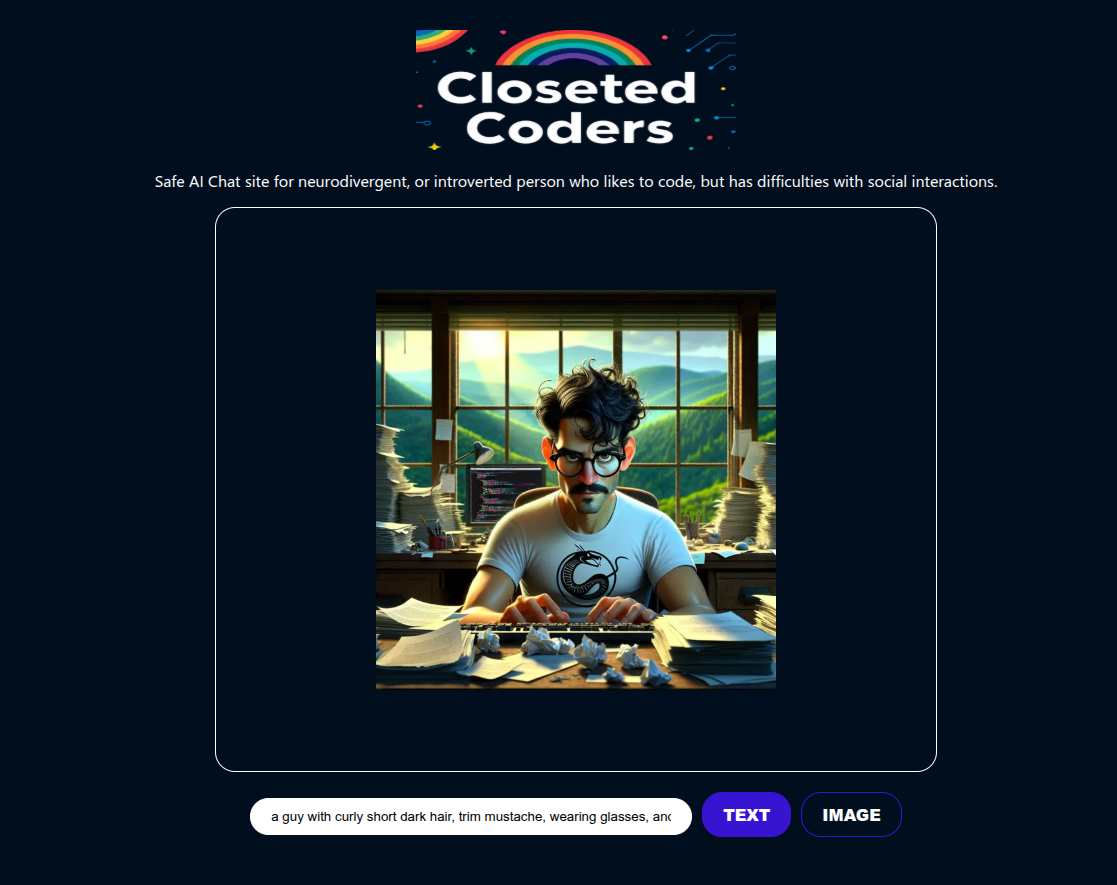 Closeted
Coders
Safe AI Chat site for neurodivergent, or introverted person who likes to code, but has difficulties with social interactions.
a guy with curly short dark hair, trim mustache, wearing glasses, and
TEXT
IMAGE